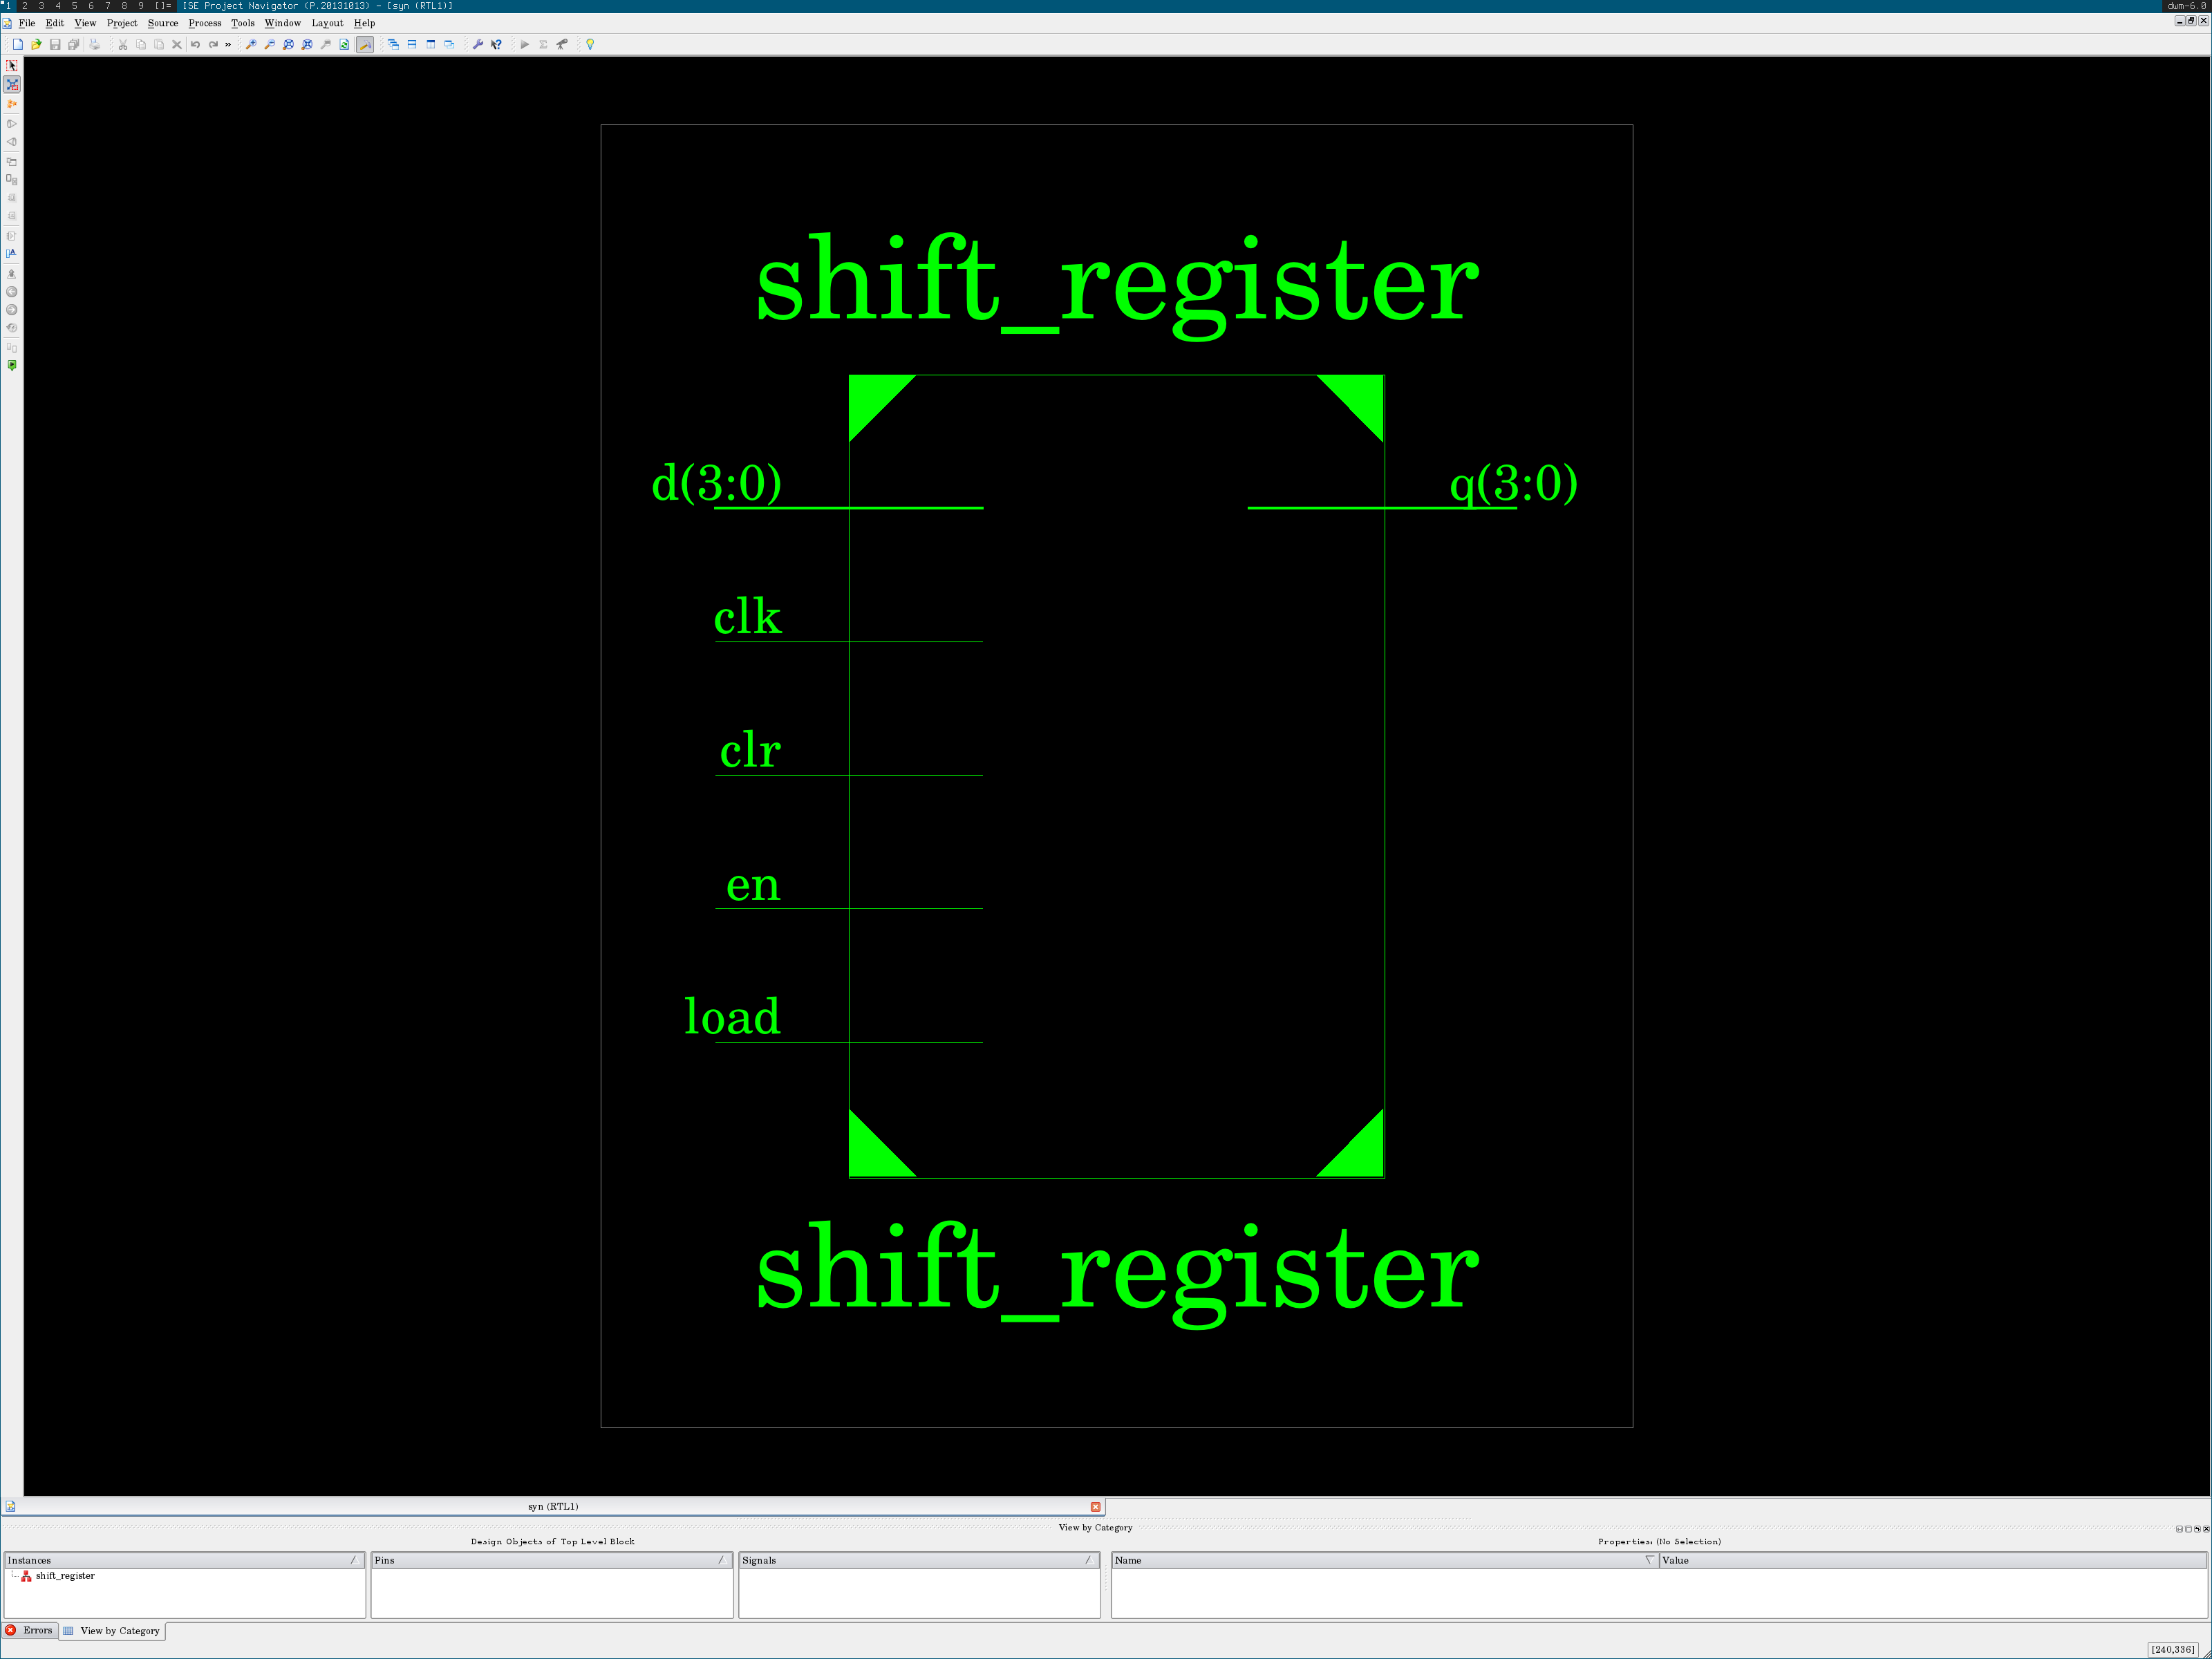 1 2 3 4 5 6 7 8 9 []= ISE Project Navigator (P.20131013) - [syn (RTL1)] dwm-6.0
File Edit View Project Source Process Tools Window Layout Help
shift_register
d(3:0) q(3:0)
clk
clr
en
load
shift_register
syn (RTL1)
View by Category
Design Objects of Top Level Block Properties: (No Selection)
Instances Pins Signals Name Value
shift_register
Errors View by Category
[240,336]